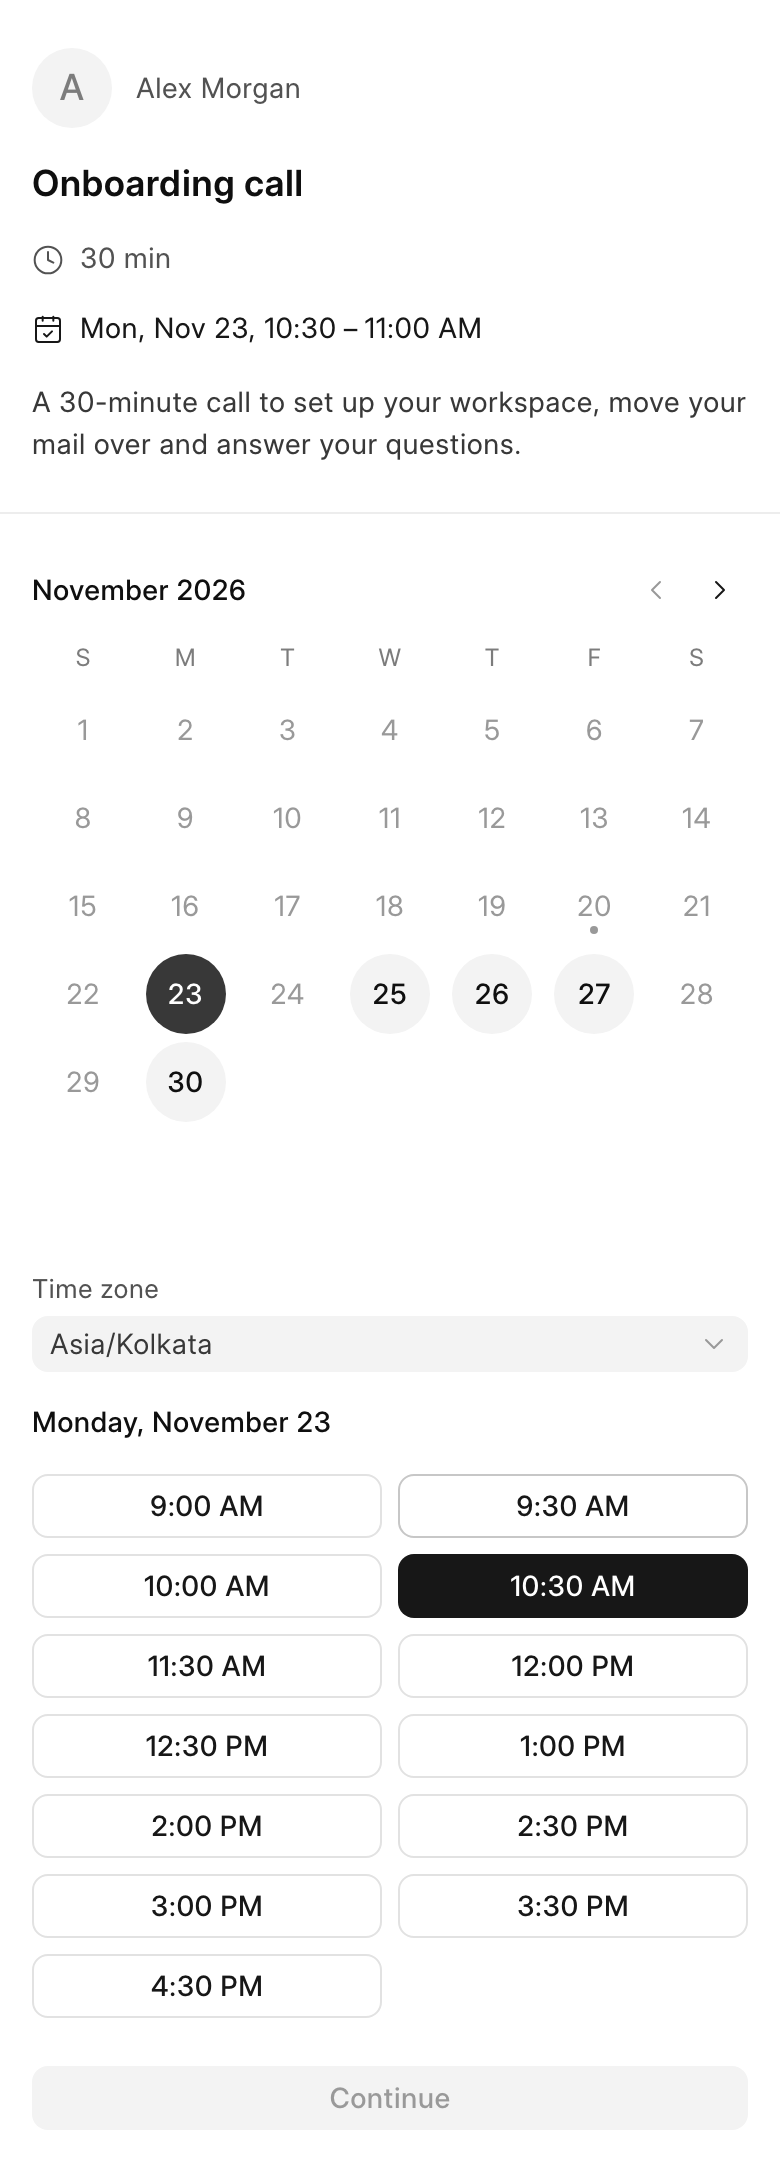 A
Alex Morgan
Onboarding call
30 min
Mon, Nov 23, 10:30 – 11:00 AM
A 30-minute call to set up your workspace, move your
mail over and answer your questions.
November 2026
S M T W T F S
1 2 3 4 5 6 7
8 9 10 11 12 13 14
15 16 17 18 19 20 21
22 23 24 25 26 27 28
29 30
Time zone
Asia/Kolkata
Monday, November 23
9:00 AM 9:30 AM
10:00 AM 10:30 AM
11:30 AM 12:00 PM
12:30 PM 1:00 PM
2:00 PM 2:30 PM
3:00 PM 3:30 PM
4:30 PM
Continue